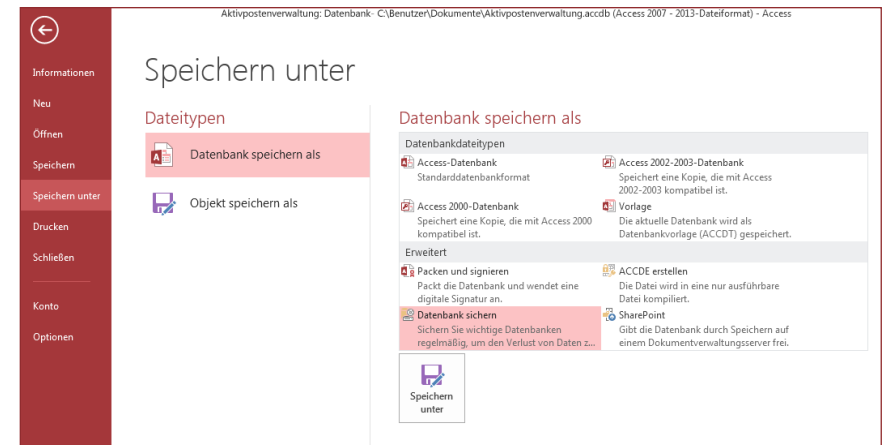 Aktivpostenverwaltung: Datenbank- C:\Benutzer\Dokumente\Aktivpostenverwaltung.accdb (Access 2007 - 2013-Dateiformat) - Access
Informationen
Neu
Öffnen
Speichern
Speichern unter
Drucken
Schließen
Konto
Optionen
Speichern unter
Dateitypen
Datenbank speichern als
Objekt speichern als
Datenbank speichern als
Datenbankdateitypen
Access-Datenbank
Standarddatenbankformat
Access 2002-2003-Datenbank
Speichert eine Kopie, die mit Access
2002-2003 kompatibel ist.
Access 2000-Datenbank
Speichert eine Kopie, die mit Access 2000
kompatibel ist.
Vorlage
Die aktuelle Datenbank wird als
Datenbankvorlage (ACCDT) gespeichert.
Erweitert
Packen und signieren
Packt die Datenbank und wendet eine
digitale Signatur an.
ACCDE erstellen
Die Datei wird in eine nur ausführbare
Datei kompiliert.
Datenbank sichern
Sichern Sie wichtige Datenbanken
regelmäßig, um den Verlust von Daten z...
SharePoint
Gibt die Datenbank durch Speichern auf
einem Dokumentverwaltungsserver frei.
Speichern
unter